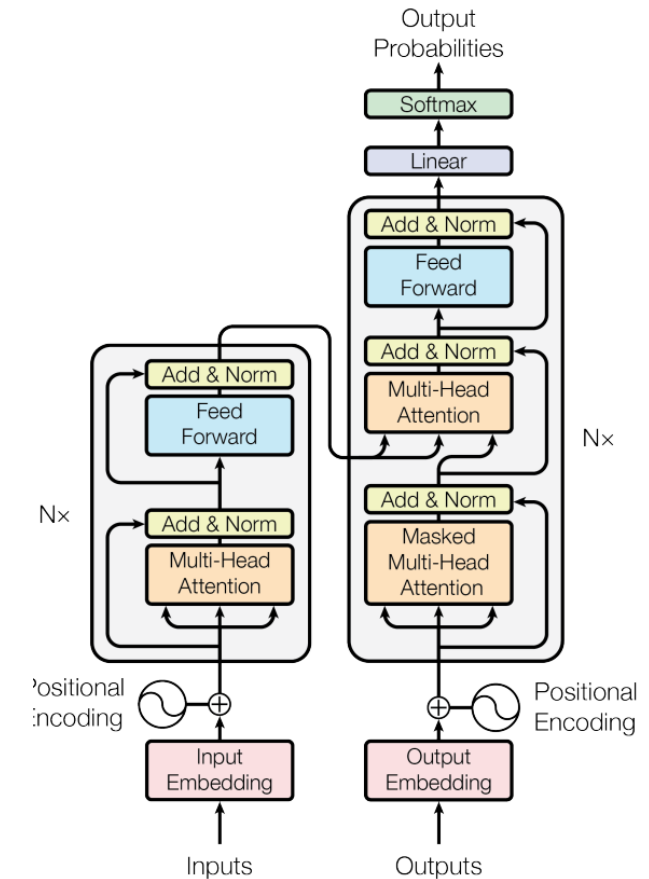 Output
Probabilities
Softmax
Linear
Add & Norm
Feed
Forward
Add & Norm
Multi-Head
Attention
Add & Norm
Masked
Multi-Head
Attention
N×
Add & Norm
Feed
Forward
Add & Norm
Multi-Head
Attention
N×
Positional
Encoding
Positional
Encoding
Input
Embedding
Output
Embedding
Inputs
Outputs